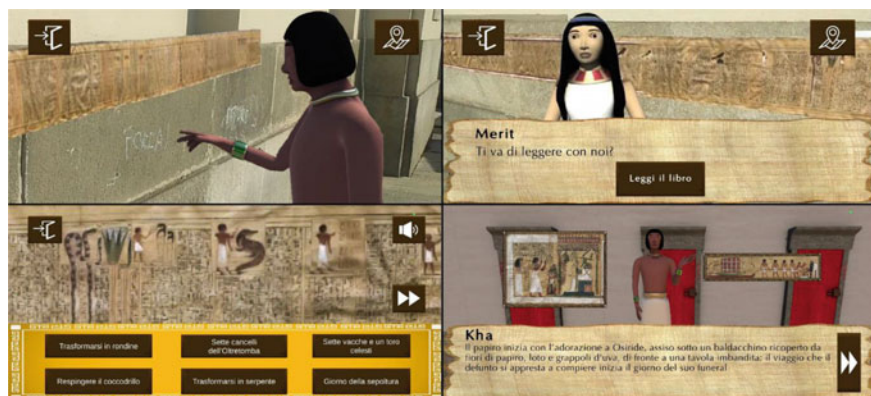 FORZA
Merit
Ti va di leggere con noi?
Leggi il libro
Trasformarsi in rondine
Sette cancelli
dell'Oltretomba
Sette vacche e un toro
celesti
Respingere il coccodrillo
Trasformarsi in serpente
Giorno della sepoltura
Kha
Il papiro inizia con l'adorazione a Osiride, assiso sotto un baldacchino ricoperto da
fiori di papiro, loto e grappoli d'uva, di fronte a una tavola imbandita: il viaggio che il
defunto si appresta a compiere inizia il giorno del suo funeral